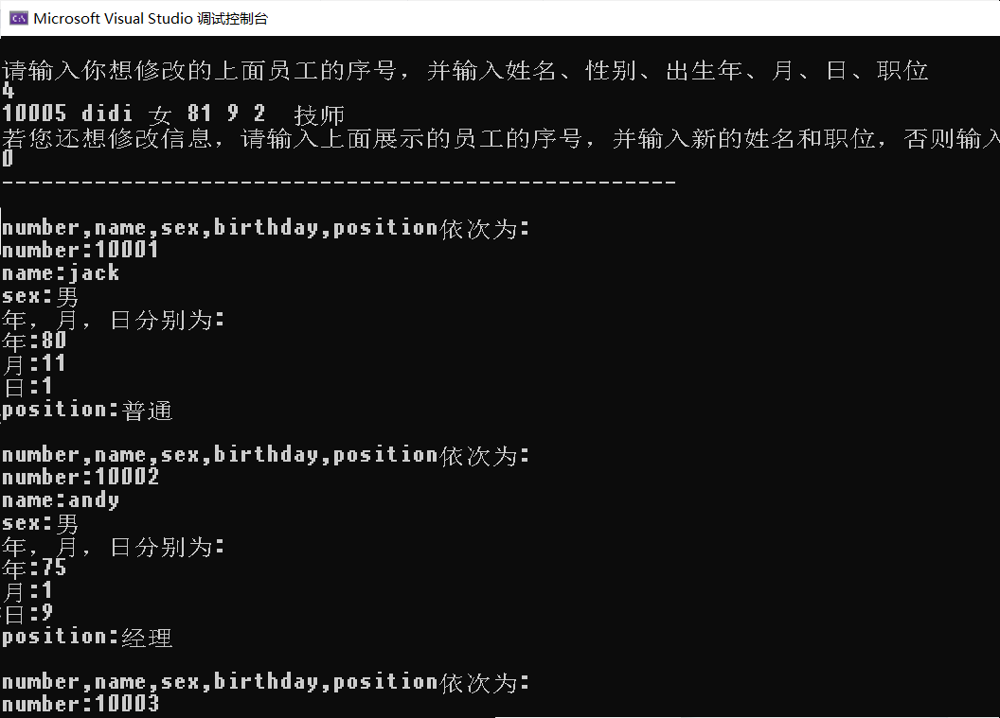 Microsoft Visual Studio 调试控制台
请输入你想修改的上面员工的序号，并输入姓名、性别、出生年、月、日、职位
4
10005 didi 女 81 9 2  技师
若您还想修改信息，请输入上面展示的员工的序号，并输入新的姓名和职位，否则输入
0
---------------------------------------------------
number,name,sex,birthday,position依次为:
number:10001
name:jack
sex:男
年，月，日分别为:
年:80
月:11
日:1
position:普通
number,name,sex,birthday,position依次为:
number:10002
name:andy
sex:男
年，月，日分别为:
年:75
月:1
日:9
position:经理
number,name,sex,birthday,position依次为:
number:10003